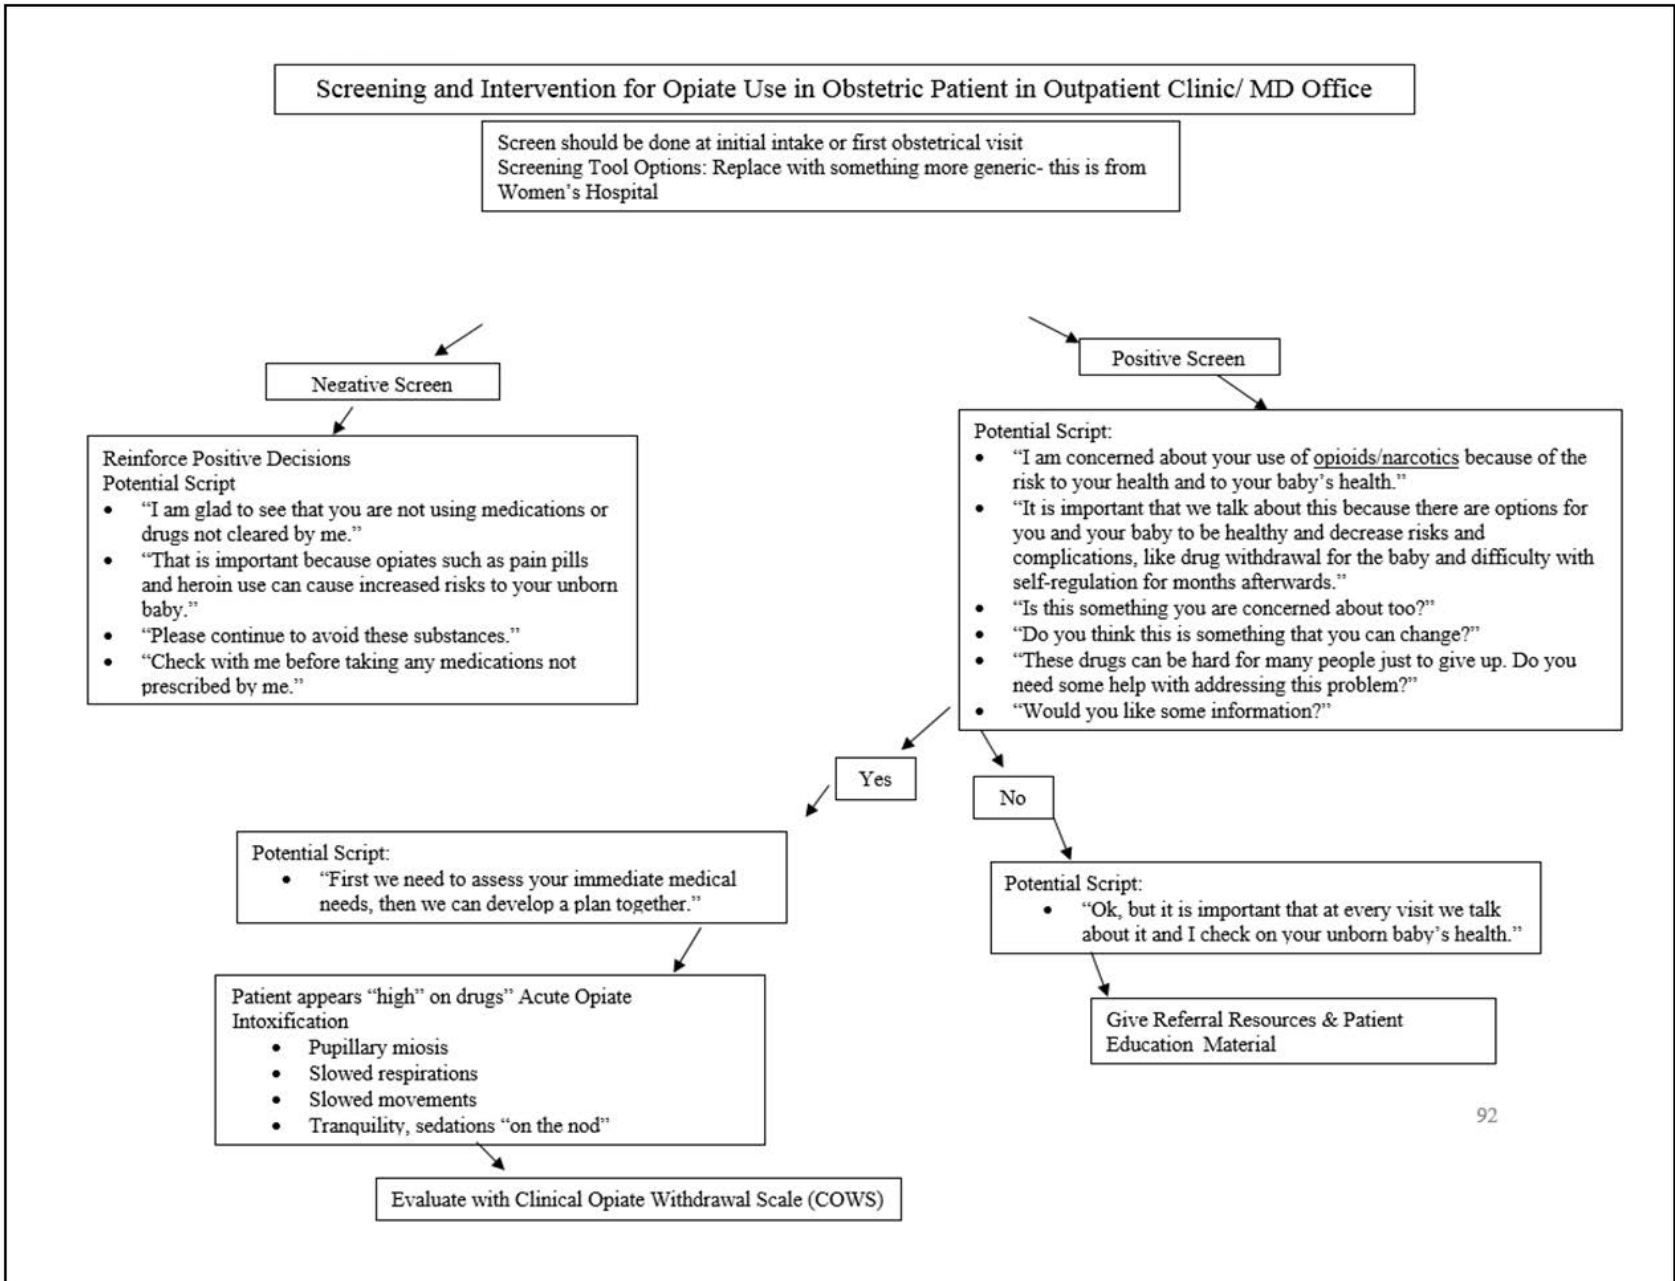 Screening and Intervention for Opiate Use in Obstetric Patient in Outpatient Clinic/ MD Office
Screen should be done at initial intake or first obstetrical visit
Screening Tool Options: Replace with something more generic- this is from
Women’s Hospital
Negative Screen
Positive Screen
Reinforce Positive Decisions
Potential Script
• “I am glad to see that you are not using medications or
drugs not cleared by me.”
• “That is important because opiates such as pain pills
and heroin use can cause increased risks to your unborn
baby.”
• “Please continue to avoid these substances.”
• “Check with me before taking any medications not
prescribed by me.”
Potential Script:
• “I am concerned about your use of opioids/narcotics because of the
risk to your health and to your baby’s health.”
• “It is important that we talk about this because there are options for
you and your baby to be healthy and decrease risks and
complications, like drug withdrawal for the baby and difficulty with
self-regulation for months afterwards.”
• “Is this something you are concerned about too?”
• “Do you think this is something that you can change?”
• “These drugs can be hard for many people just to give up. Do you
need some help with addressing this problem?”
• “Would you like some information?”
Yes
No
Potential Script:
• “First we need to assess your immediate medical
needs, then we can develop a plan together.”
Potential Script:
• “Ok, but it is important that at every visit we talk
about it and I check on your unborn baby’s health.”
Patient appears “high” on drugs” Acute Opiate
Intoxification
• Pupillary miosis
• Slowed respirations
• Slowed movements
• Tranquility, sedations “on the nod”
Give Referral Resources & Patient
Education Material
Evaluate with Clinical Opiate Withdrawal Scale (COWS)
92